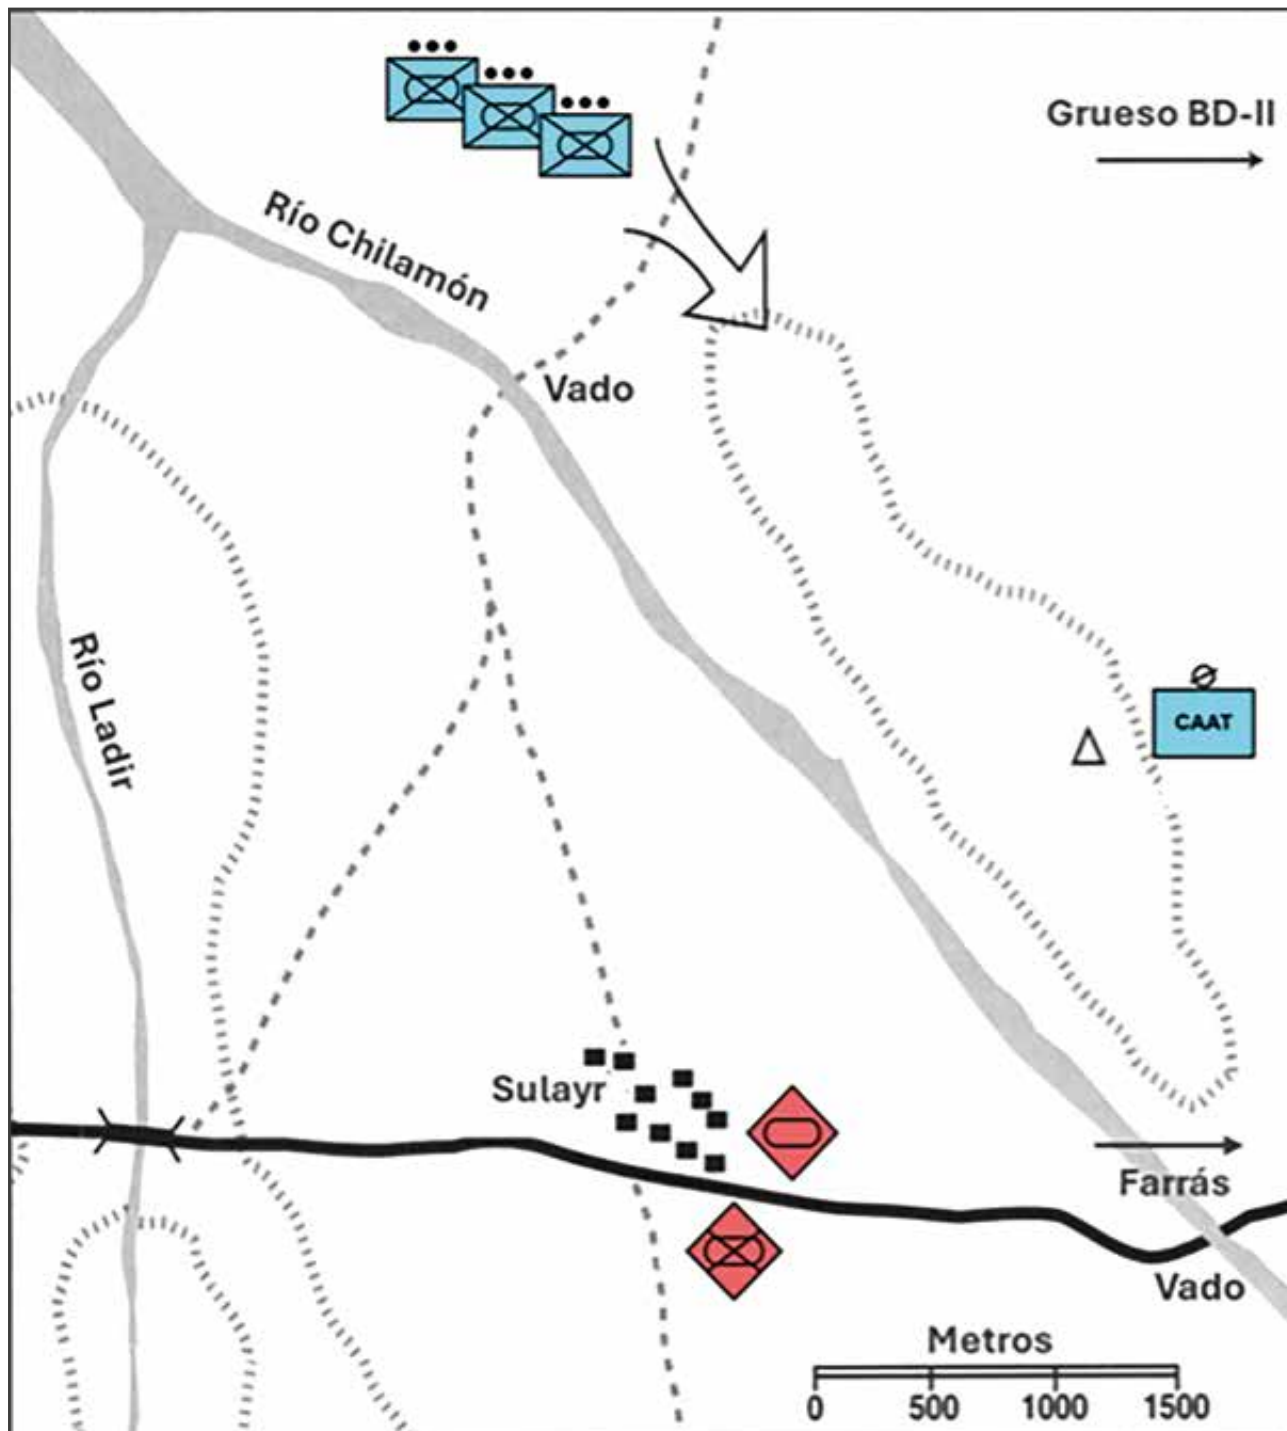 Grueso BD-II
Río Chilamón
Vado
Río Ladir
CAAT
Sulayr
Farrás
Vado
Metros
0 500 1000 1500